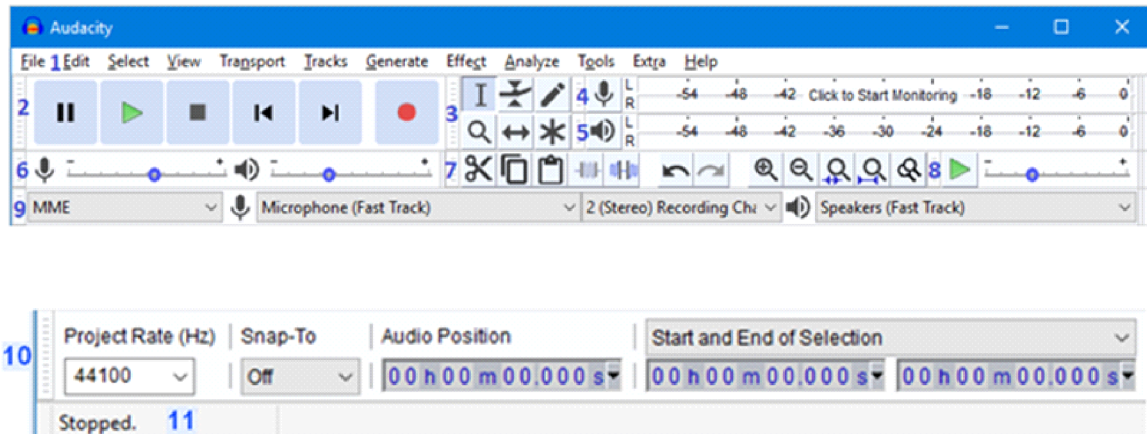 Audacity
File 1 Edit Select View Transport Tracks Generate Effect Analyze Tools Extra Help
2 3 4 L R -54 -48 -42 Click to Start Monitoring -18 -12 -6 0
5 L R -54 -48 -42 -36 -30 -24 -18 -12 -6 0
6 - + - + 7 8 - +
9 MME Microphone (Fast Track) 2 (Stereo) Recording Cha Speakers (Fast Track)
10
Project Rate (Hz) Snap-To Audio Position Start and End of Selection
44100 Off 00 h 00 m 00.000 s 00 h 00 m 00.000 s 00 h 00 m 00.000 s
Stopped. 11